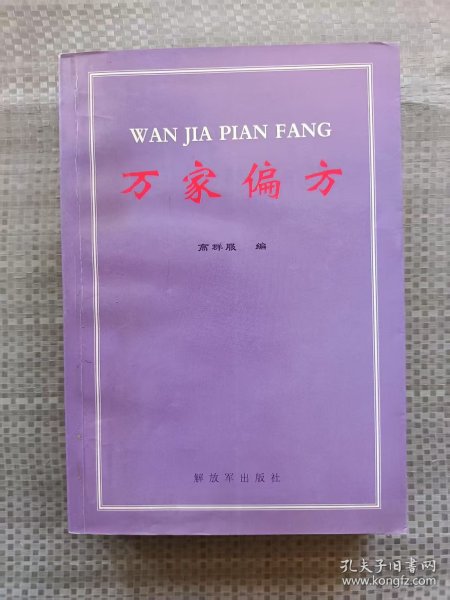 WAN JIA PIAN FANG
万家偏方
高群服 编
解放军出版社
孔夫子旧书网
www.kongfz.com